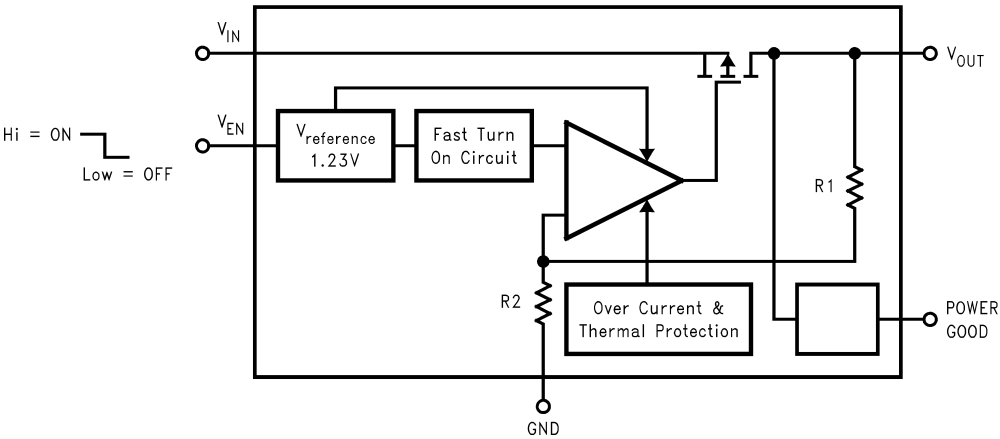 VIN
VEN
Hi = ON
Low = OFF
Vreference
1.23V
Fast Turn
On Circuit
VOUT
R1
R2
Over Current &
Thermal Protection
POWER
GOOD
GND